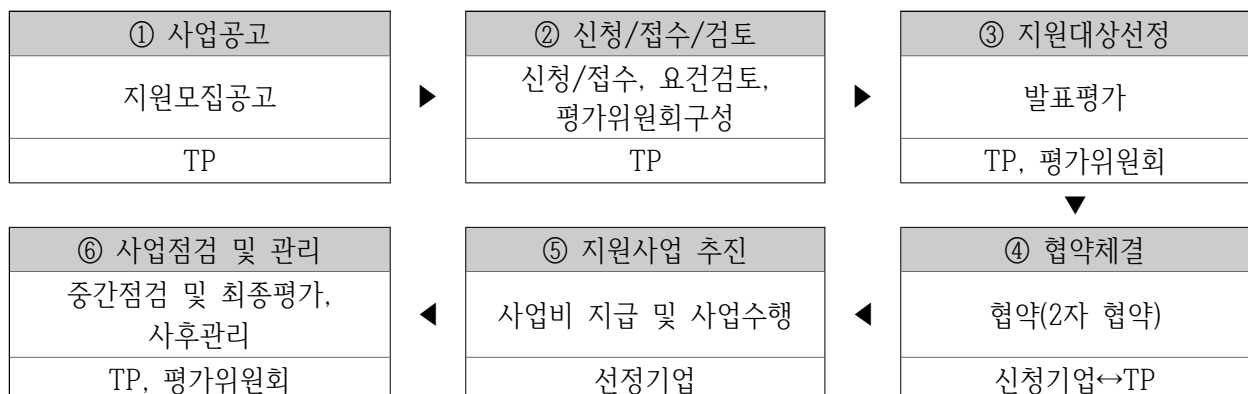 ① 사업공고
지원모집공고
TP
▶
② 신청/접수/검토
신청/접수, 요건검토,
평가위원회구성
TP
▶
③ 지원대상선정
발표평가
TP, 평가위원회
▼
④ 협약체결
협약(2자 협약)
신청기업↔TP
◀
⑤ 지원사업 추진
사업비 지급 및 사업수행
선정기업
◀
⑥ 사업점검 및 관리
중간점검 및 최종평가,
사후관리
TP, 평가위원회